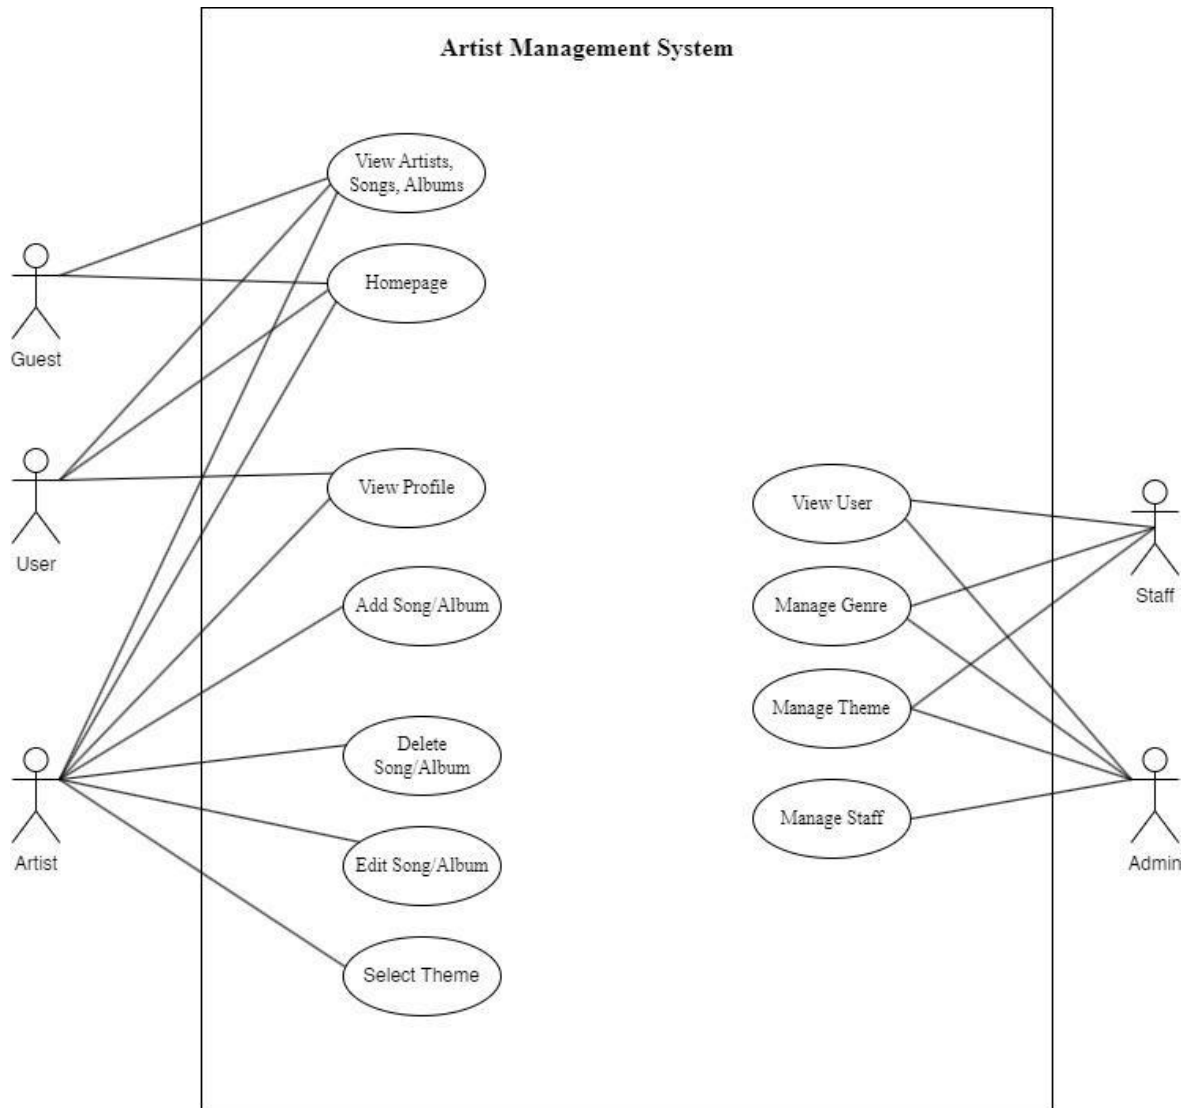 Artist Management System
View Artists,
Songs, Albums
Homepage
Guest
View Profile
User
View User
Add Song/Album
Manage Genre
Staff
Manage Theme
Delete
Song/Album
Manage Staff
Artist
Edit Song/Album
Admin
Select Theme